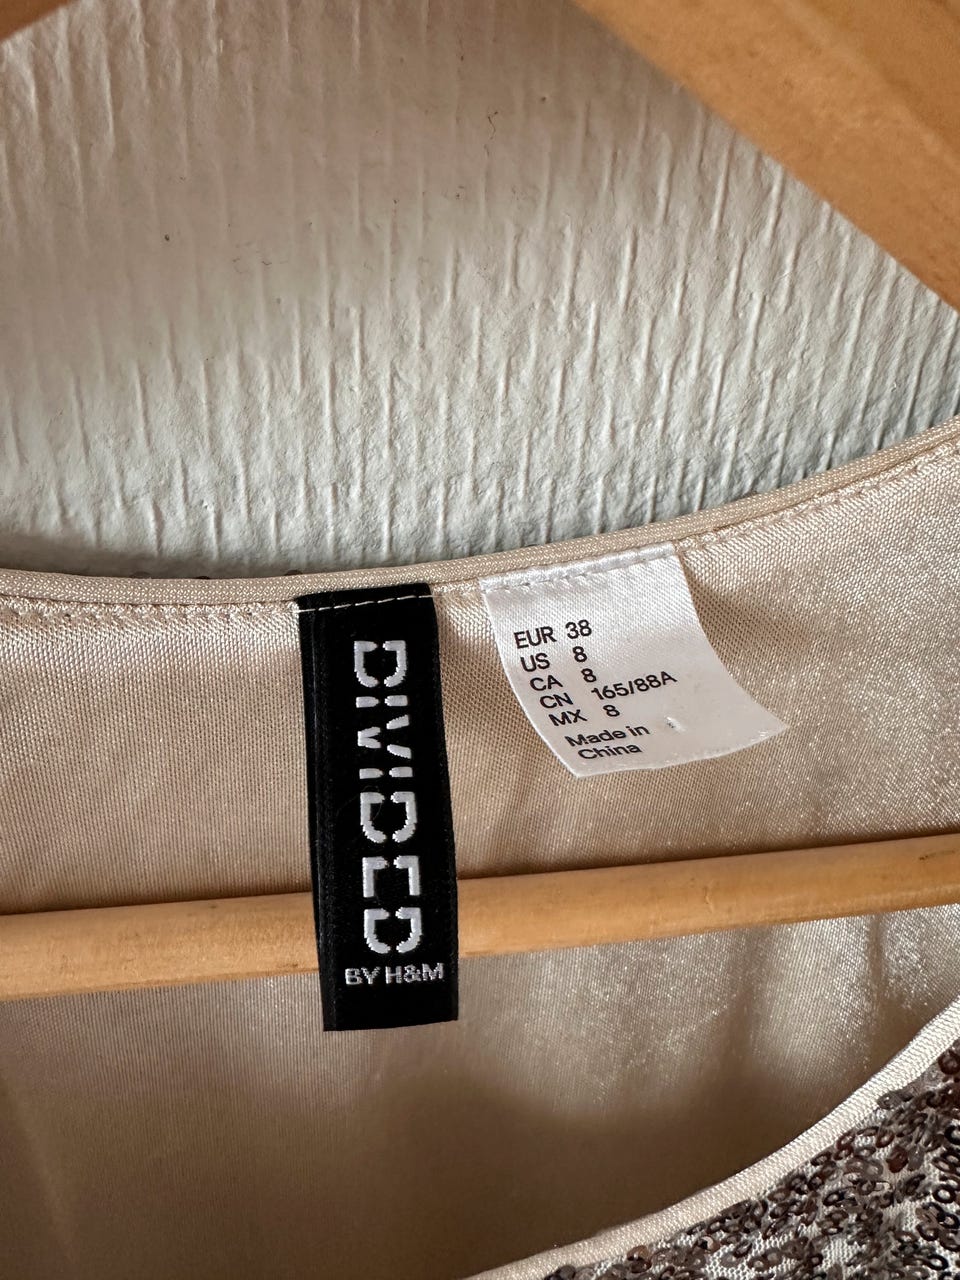 DIVIDED
BY H&M
EUR 38
US 8
CA 8
CN 165/88A
MX 8
Made in
China